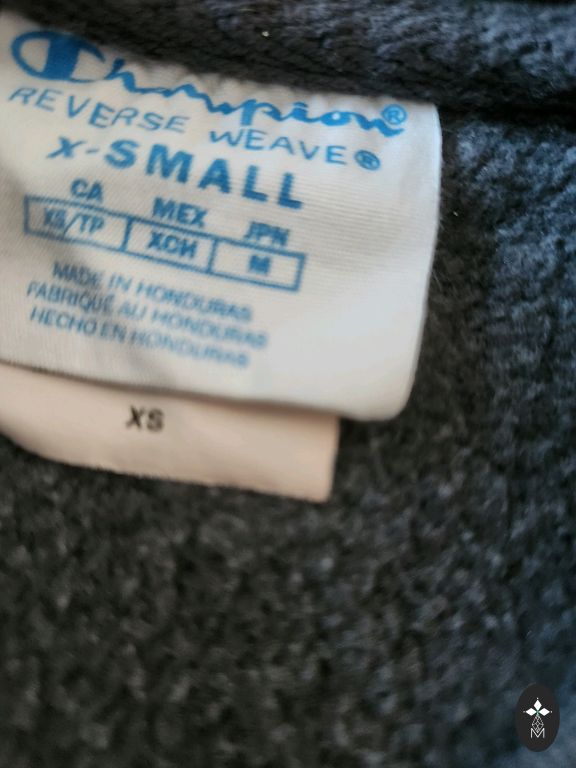 Champion®
REVERSE WEAVE®
X-SMALL
CA MEX JPN
XS/TP XCH M
MADE IN HONDURAS
FABRIQUÉ AU HONDURAS
HECHO EN HONDURAS
XS
M